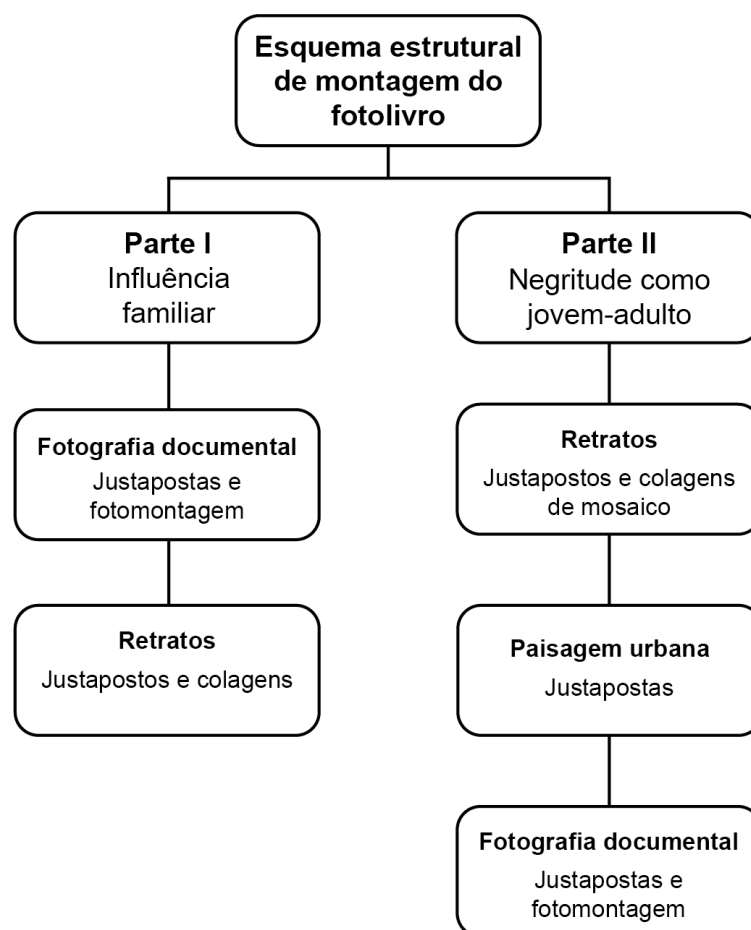 Esquema estrutural
de montagem do
fotolivro
Parte I
Influência
familiar
Fotografia documental
Justapostas e
fotomontagem
Retratos
Justapostos e colagens
Parte II
Negritude como
jovem-adulto
Retratos
Justapostos e colagens
de mosaico
Paisagem urbana
Justapostas
Fotografia documental
Justapostas e
fotomontagem